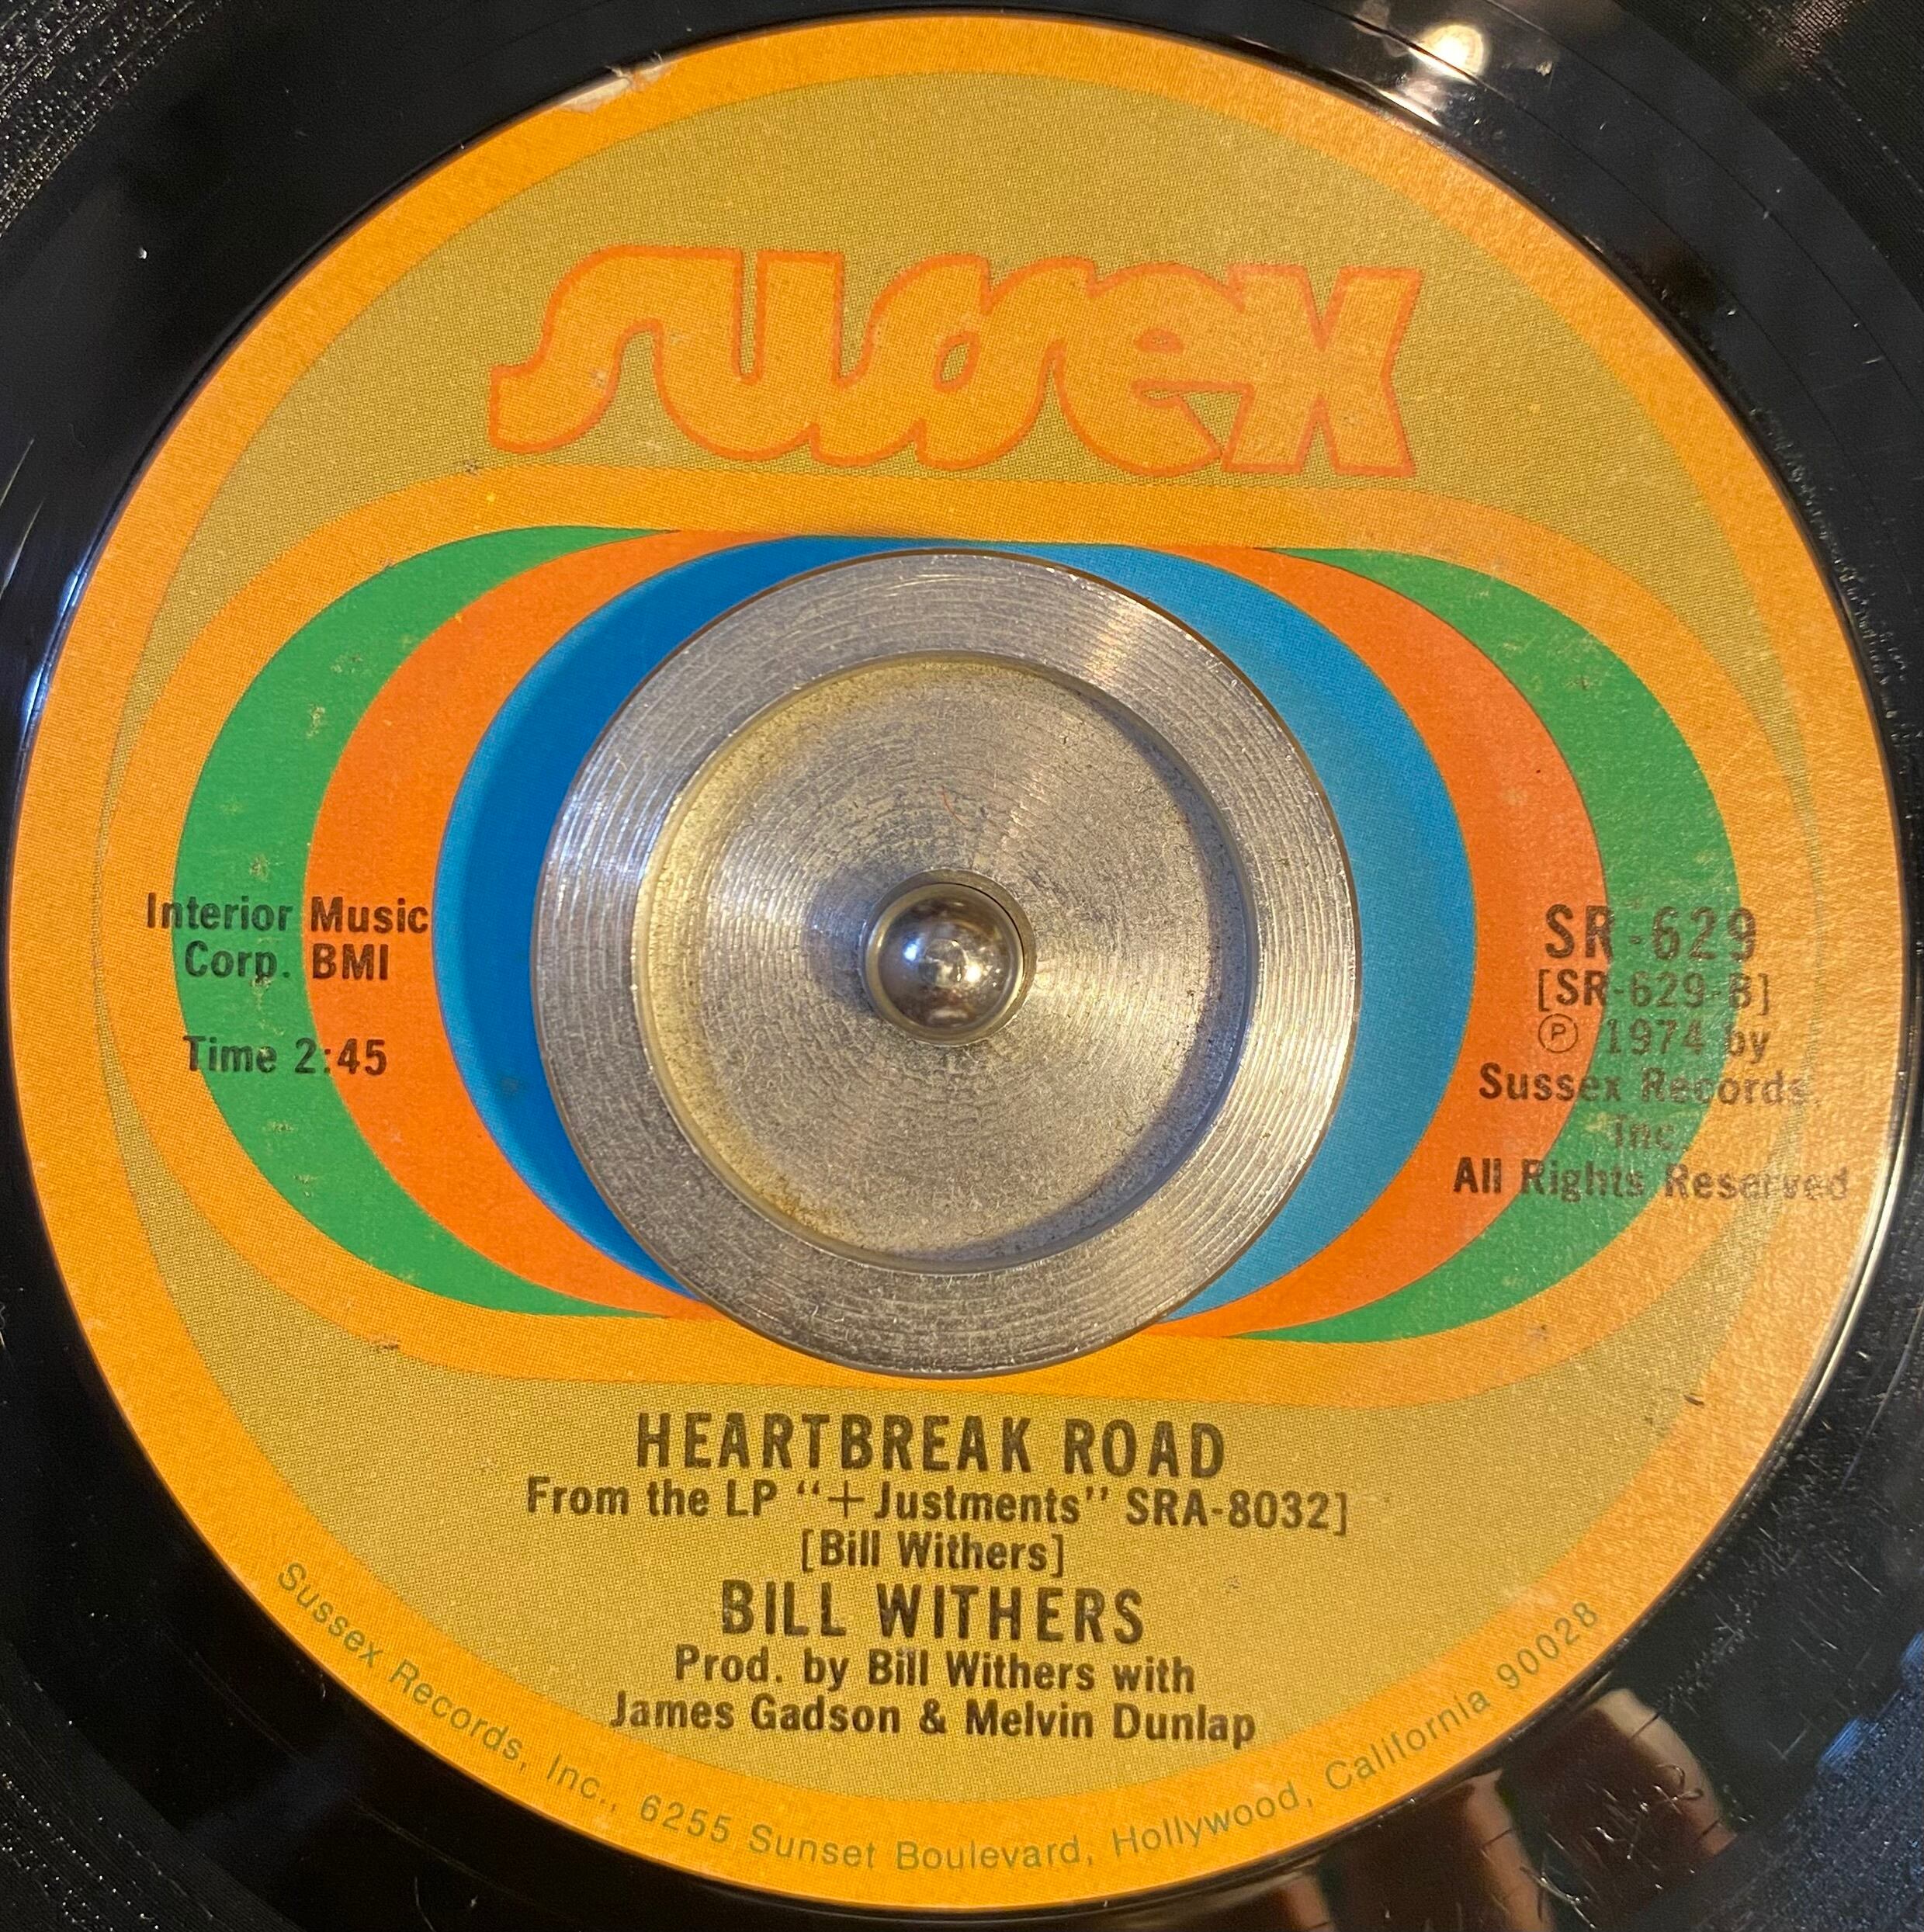 sussex
Interior Music
Corp. BMI
Time 2:45
SR-629
[SR-629-B]
Ⓟ 1974 by
Sussex Records,
Inc.
All Rights Reserved
HEARTBREAK ROAD
From the LP "+Justments" SRA-8032]
[Bill Withers]
BILL WITHERS
Prod. by Bill Withers with
James Gadson & Melvin Dunlap
Sussex Records, Inc., 6255 Sunset Boulevard, Hollywood, California 90028